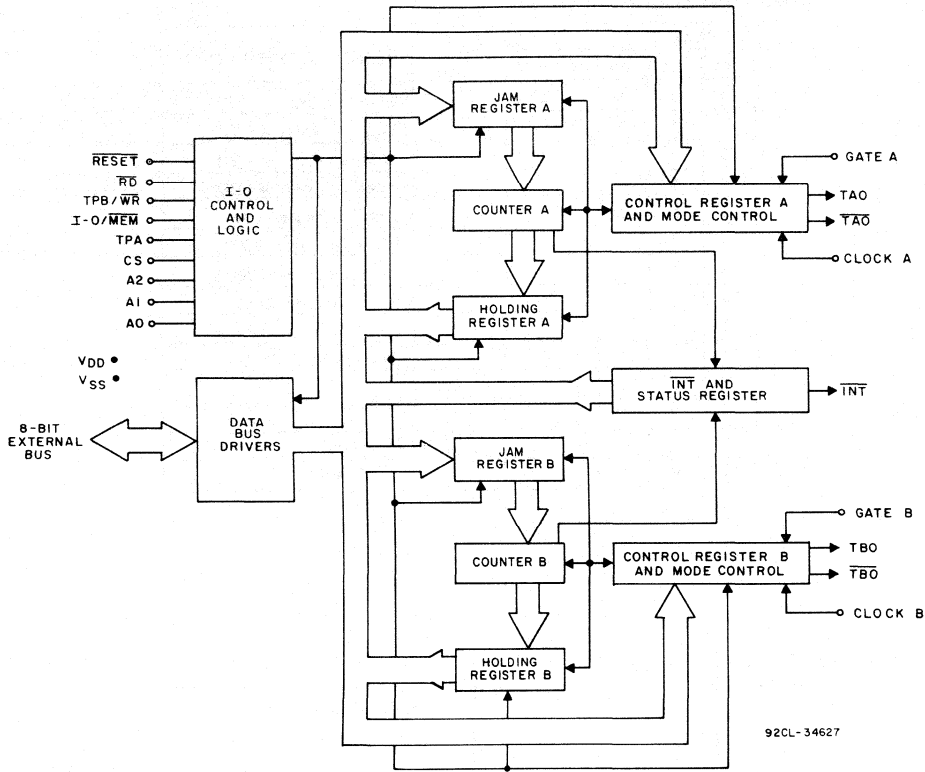 JAM
REGISTER A
RESET
RD
TPB/WR
I-O/MEM
TPA
CS
A2
A1
A0
I-O
CONTROL
AND
LOGIC
COUNTER A
CONTROL REGISTER A
AND MODE CONTROL
GATE A
TAO
TAO
CLOCK A
HOLDING
REGISTER A
VDD
VSS
INT AND
STATUS REGISTER
INT
8-BIT
EXTERNAL
BUS
DATA
BUS
DRIVERS
JAM
REGISTER B
COUNTER B
CONTROL REGISTER B
AND MODE CONTROL
GATE B
TBO
TBO
CLOCK B
HOLDING
REGISTER B
92CL-34627